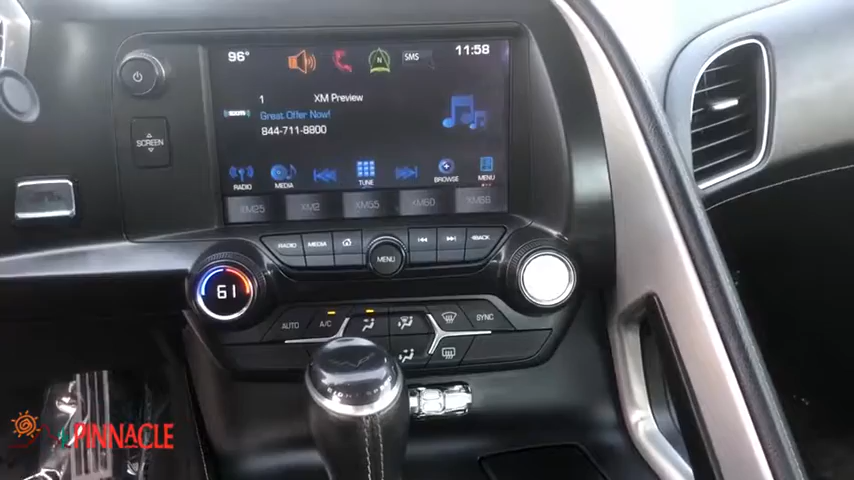 96° SMS 11:58
1 XM Preview
Great Offer Now!
844-711-8800
RADIO MEDIA TUNE BROWSE MENU
XM25 XM2 XM55 XM60 XM68
SCREEN
RADIO MEDIA MENU BACK
61
AUTO A/C SYNC
PINNACLE